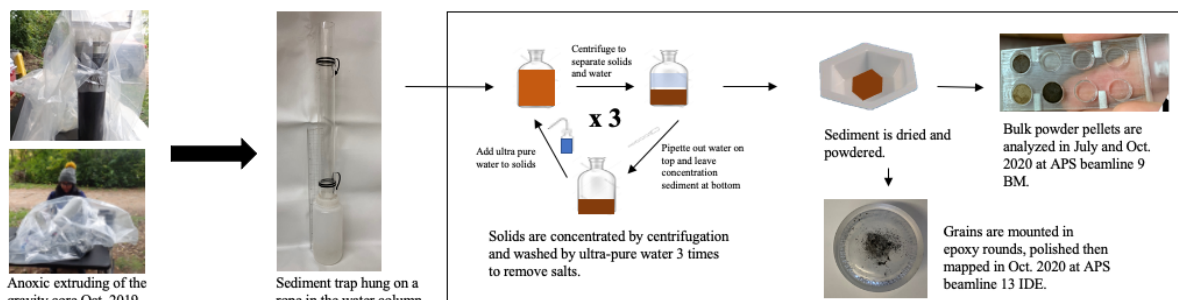 Centrifuge to
separate solids
and water
x 3
Add ultra pure
water to solids
Pipette out water on
top and leave
concentration
sediment at bottom
Solids are concentrated by centrifugation
and washed by ultra-pure water 3 times
to remove salts.
Sediment is dried and
powdered.
Bulk powder pellets are
analyzed in July and Oct.
2020 at APS beamline 9
BM.
Grains are mounted in
epoxy rounds, polished then
mapped in Oct. 2020 at APS
beamline 13 IDE.
Anoxic extruding of the
gravity core Oct. 2019
Sediment trap hung on a
rope in the water column